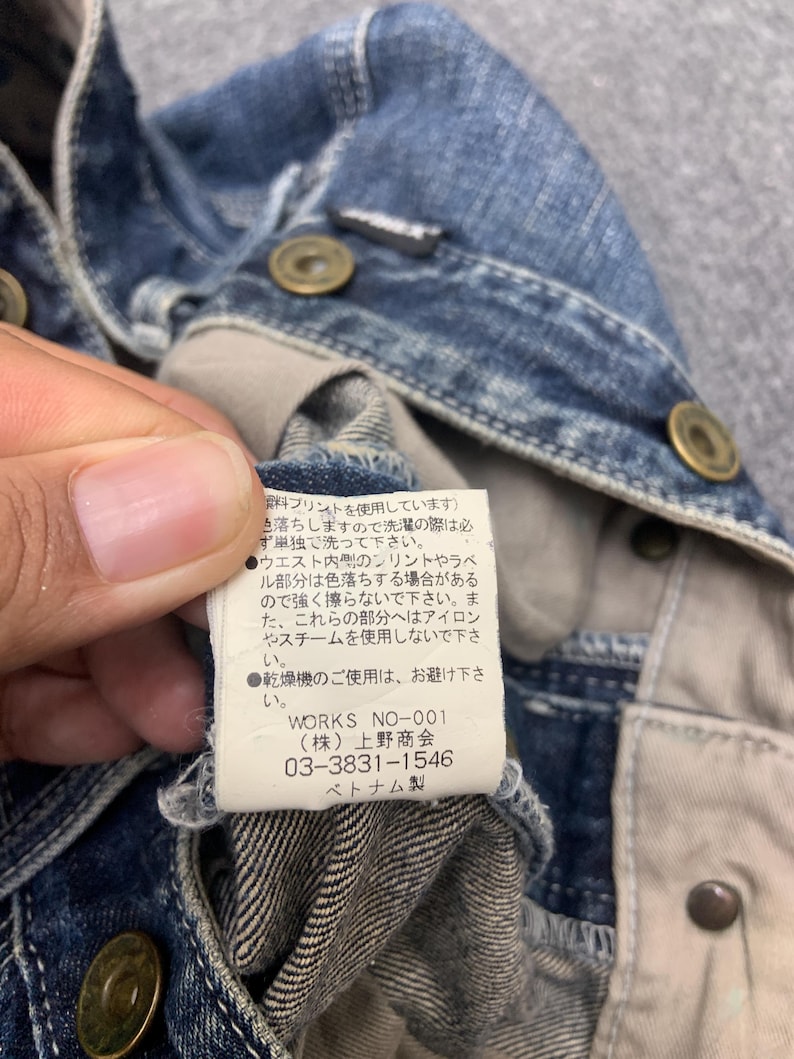 顔料プリントを使用しています)
色落ちしますので洗濯の際は必
ず単独で洗って下さい。
●ウエスト内側のプリントやラベ
ル部分は色落ちする場合がある
ので強く擦らないで下さい。ま
た、これらの部分へはアイロン
やスチームを使用しないで下さ
い。
●乾燥機のご使用は、お避け下さ
い。
WORKS NO-001
(株)上野商会
03-3831-1546
ベトナム製